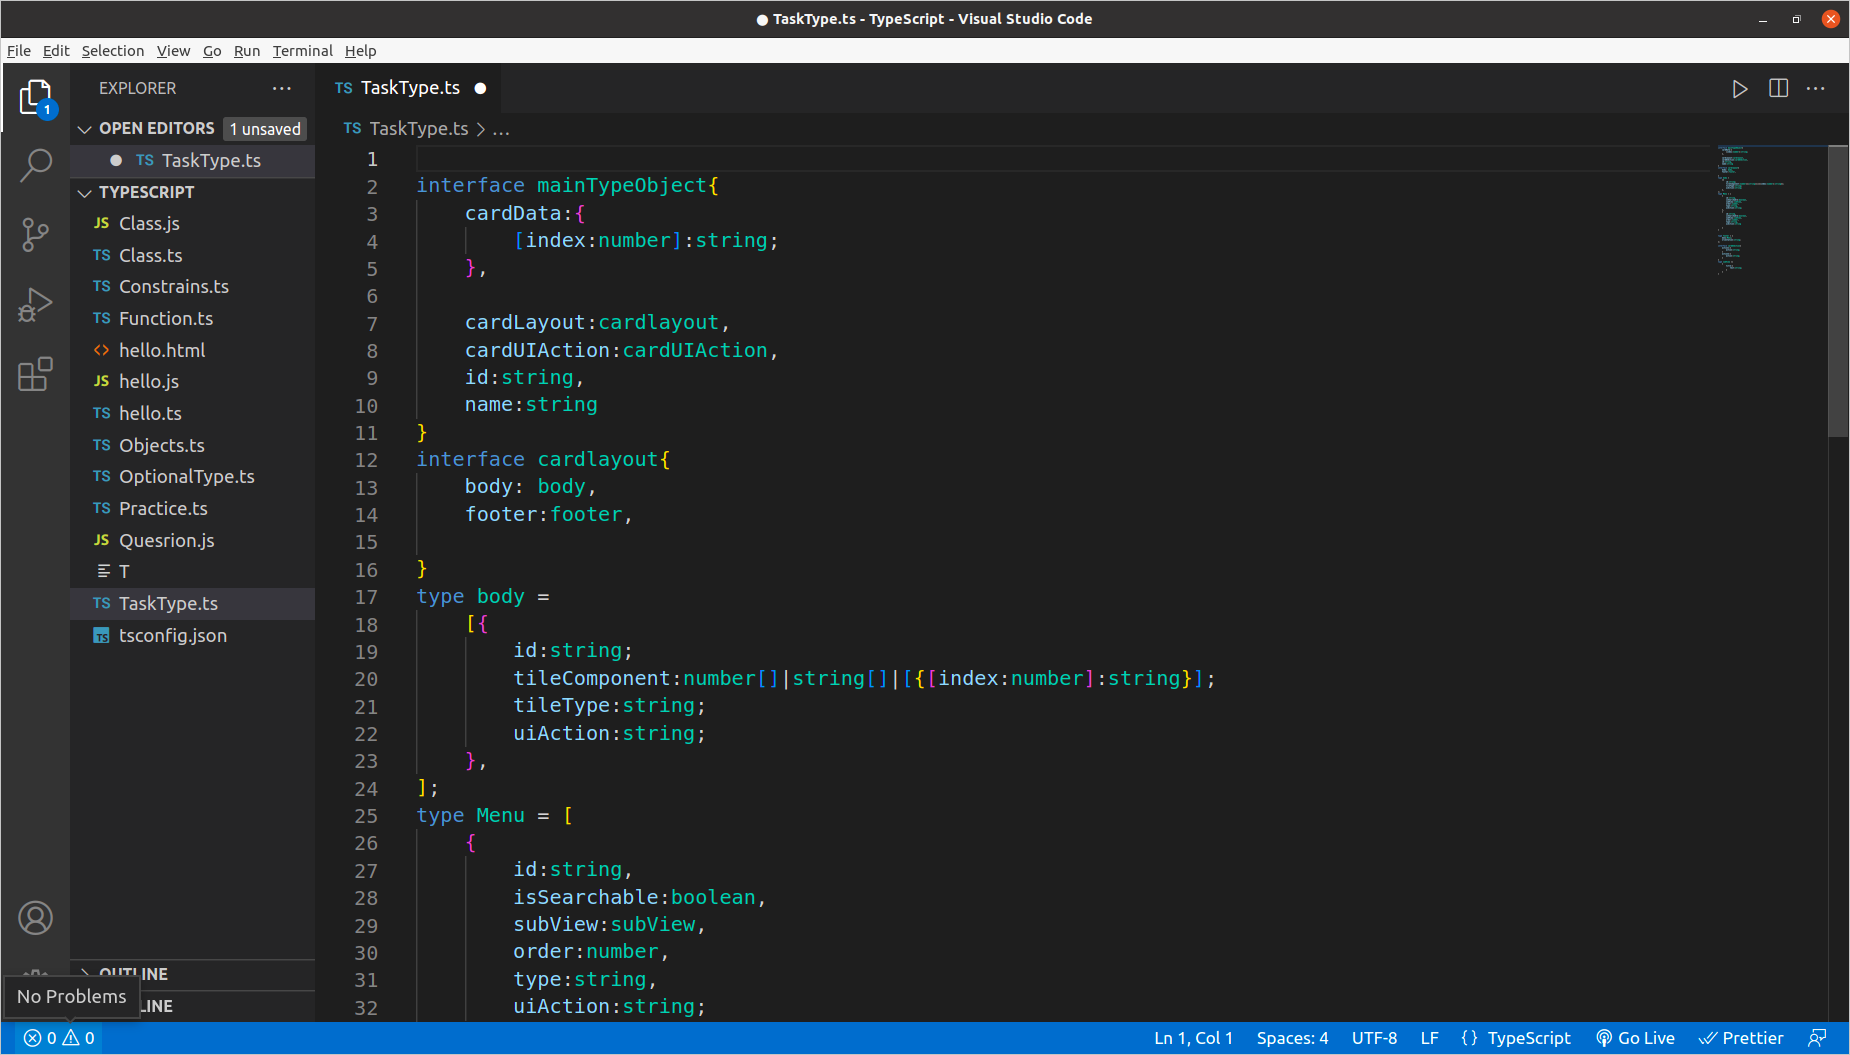 ● TaskType.ts - TypeScript - Visual Studio Code
File Edit Selection View Go Run Terminal Help
EXPLORER ···
1
OPEN EDITORS 1 unsaved
● TS TaskType.ts
TYPESCRIPT
JS Class.js
TS Class.ts
TS Constrains.ts
TS Function.ts
<> hello.html
JS hello.js
TS hello.ts
TS Objects.ts
TS OptionalType.ts
TS Practice.ts
JS Quesrion.js
T
TS TaskType.ts
TS tsconfig.json
OUTLINE
LINE
No Problems
TS TaskType.ts ●
TS TaskType.ts > ...
1
2 interface mainTypeObject{
3 cardData:{
4 [index:number]:string;
5 },
6
7 cardLayout:cardlayout,
8 cardUIAction:cardUIAction,
9 id:string,
10 name:string
11 }
12 interface cardlayout{
13 body: body,
14 footer:footer,
15
16 }
17 type body =
18 [{
19 id:string;
20 tileComponent:number[]|string[]|[{[index:number]:string}];
21 tileType:string;
22 uiAction:string;
23 },
24 ];
25 type Menu = [
26 {
27 id:string,
28 isSearchable:boolean,
29 subView:subView,
30 order:number,
31 type:string,
32 uiAction:string;
0 0 Ln 1, Col 1 Spaces: 4 UTF-8 LF {} TypeScript Go Live Prettier